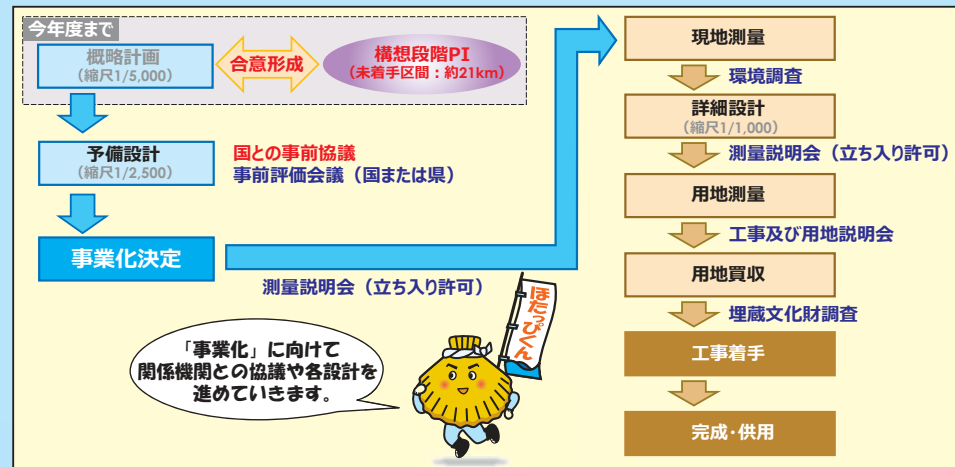 今年度まで
概略計画
(縮尺1/5,000)
合意形成
構想段階PI
(未着手区間：約21km)
予備設計
(縮尺1/2,500)
国との事前協議
事前評価会議（国または県）
事業化決定
測量説明会（立ち入り許可）
「事業化」に向けて
関係機関との協議や各設計を
進めていきます。
ほたっぴくん
現地測量
環境調査
詳細設計
(縮尺1/1,000)
測量説明会（立ち入り許可）
用地測量
工事及び用地説明会
用地買収
埋蔵文化財調査
工事着手
完成・供用